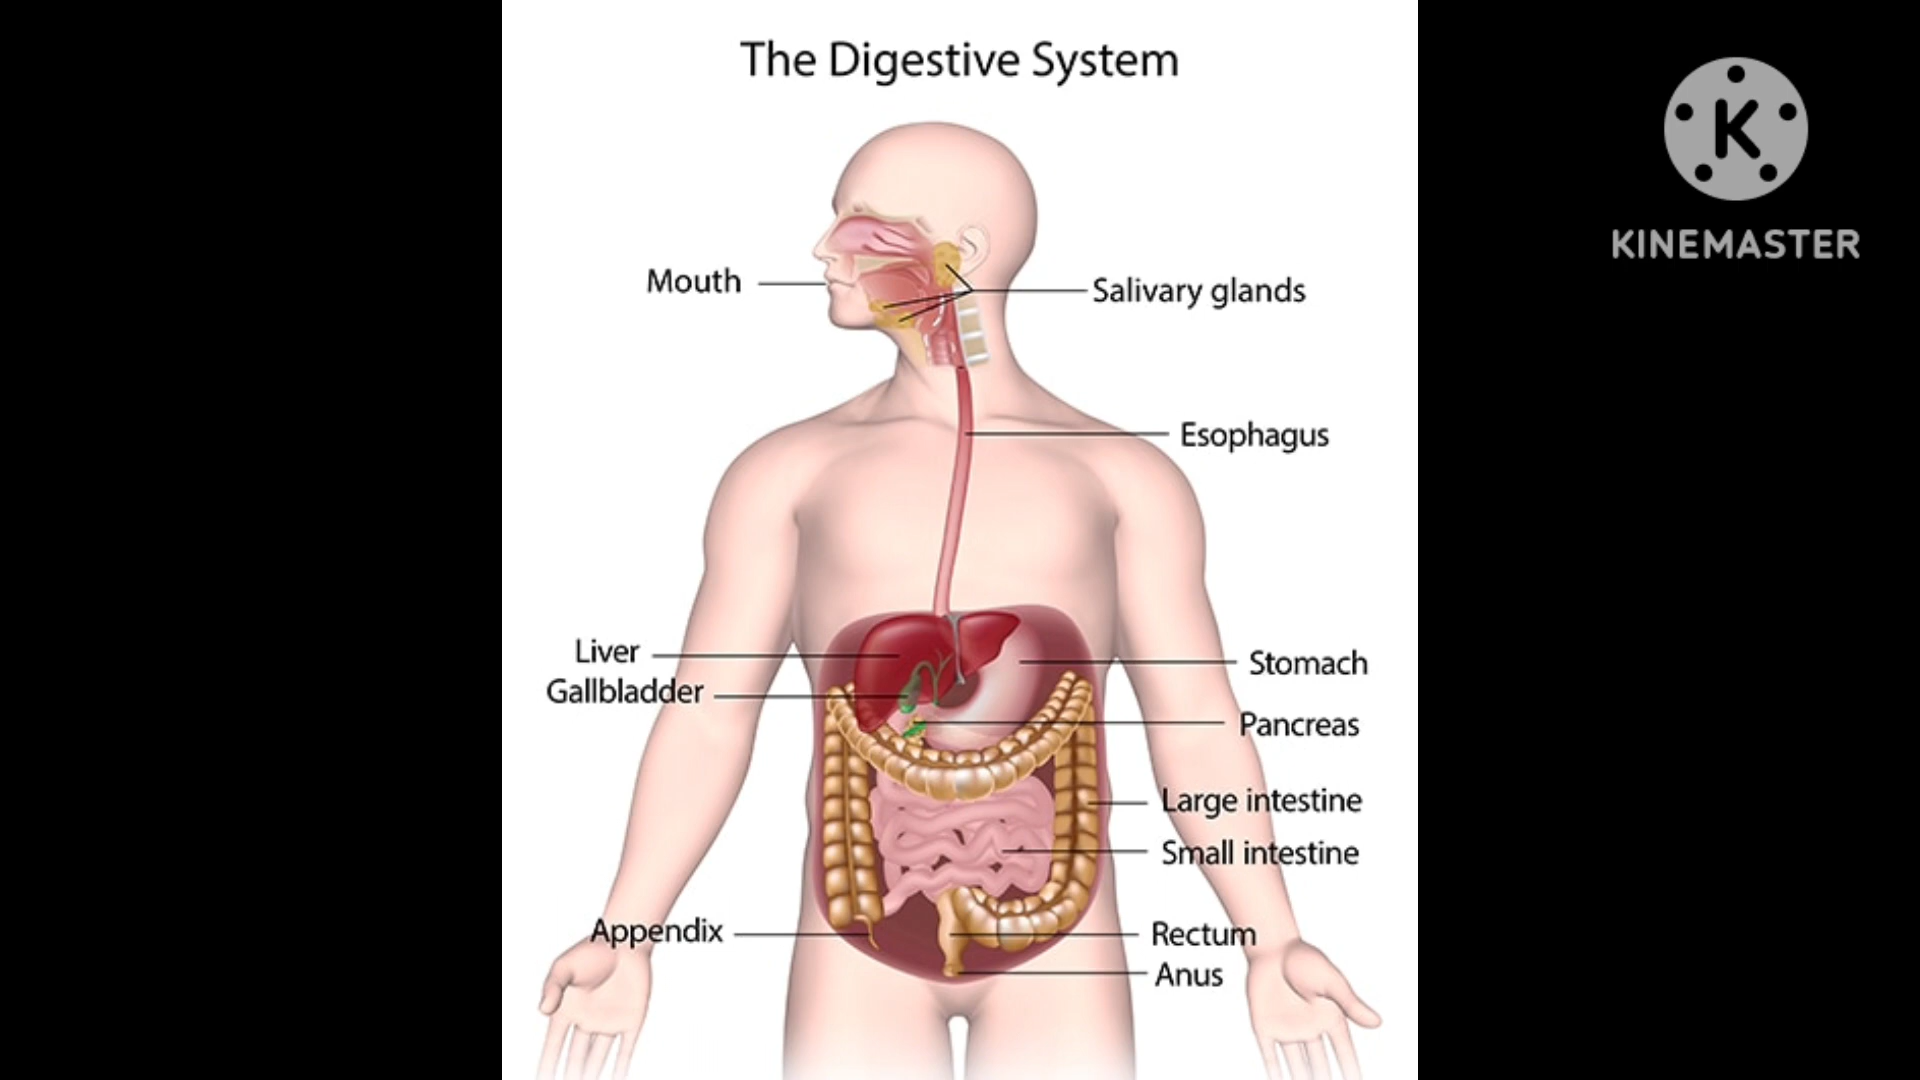 The Digestive System
K
KINEMASTER
Mouth
Salivary glands
Esophagus
Liver
Stomach
Gallbladder
Pancreas
Large intestine
Small intestine
Appendix
Rectum
Anus